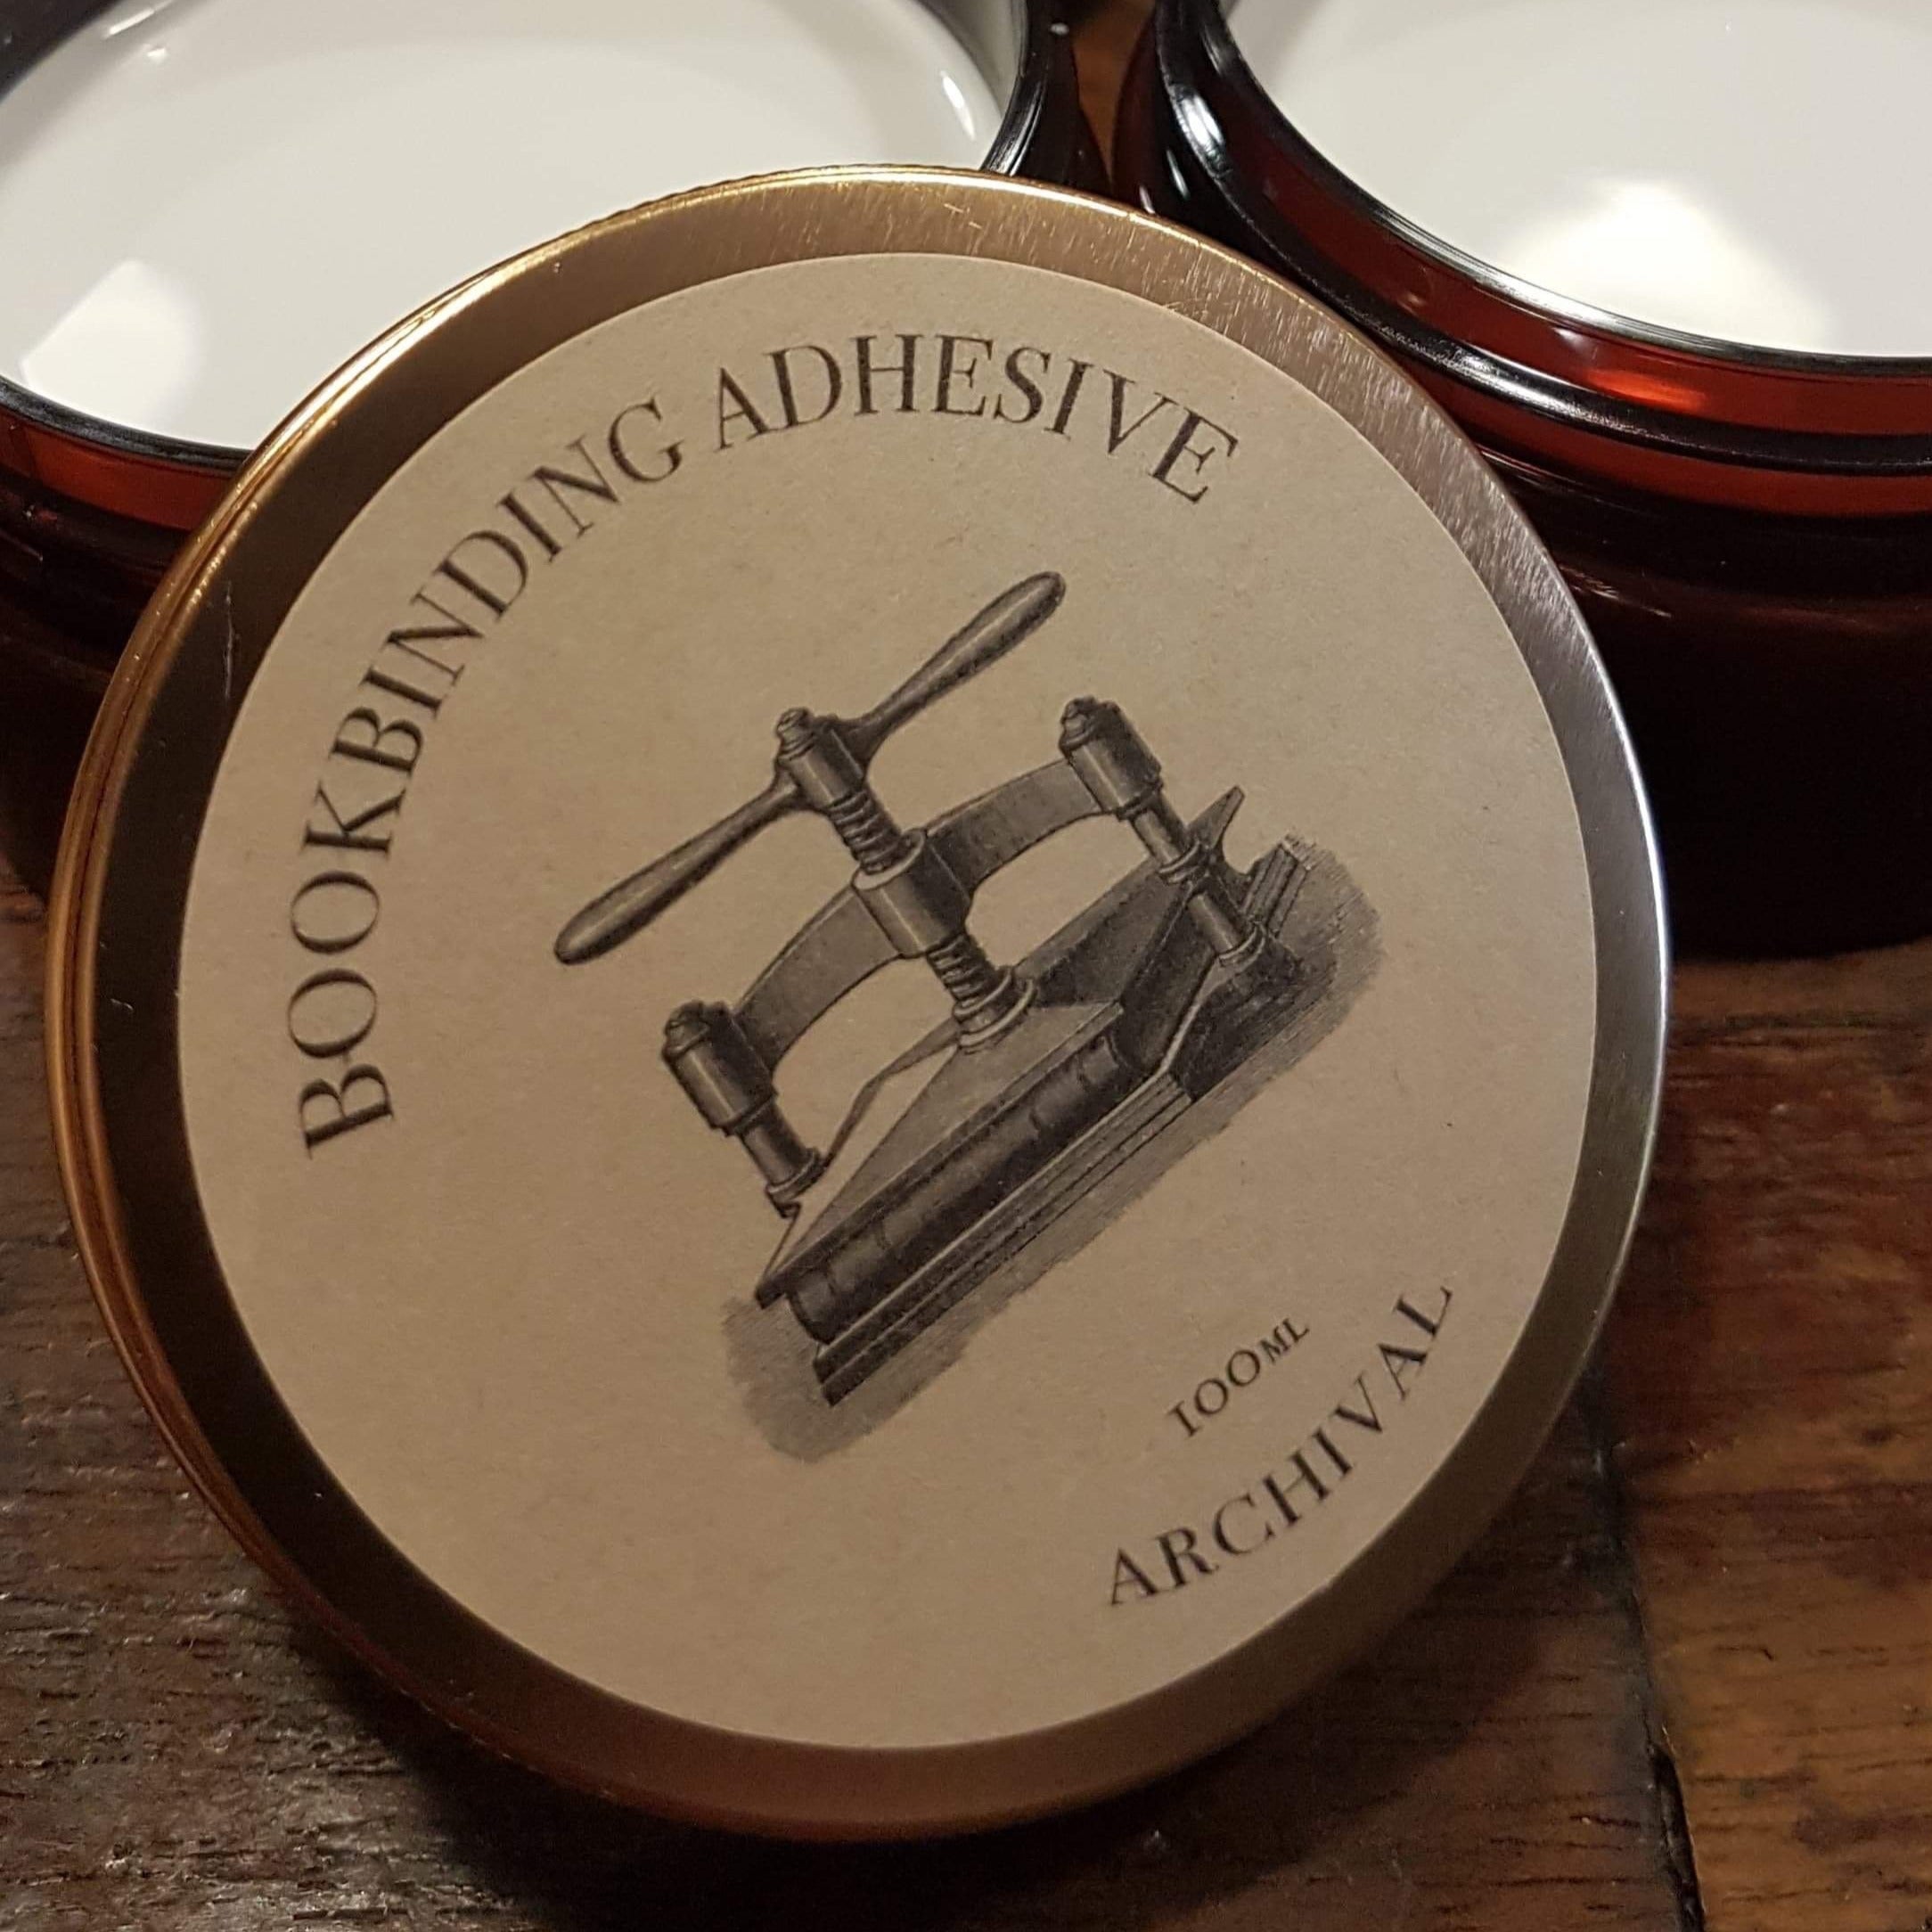 BOOKBINDING ADHESIVE
100ML
ARCHIVAL